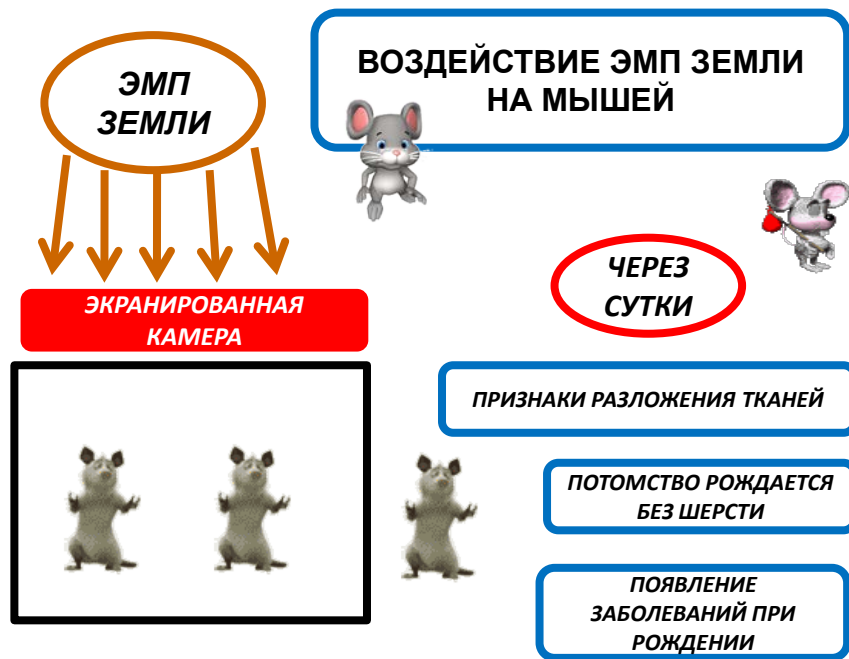 ЭМП
ЗЕМЛИ
ВОЗДЕЙСТВИЕ ЭМП ЗЕМЛИ
НА МЫШЕЙ
ЧЕРЕЗ
СУТКИ
ЭКРАНИРОВАННАЯ
КАМЕРА
ПРИЗНАКИ РАЗЛОЖЕНИЯ ТКАНЕЙ
ПОТОМСТВО РОЖДАЕТСЯ
БЕЗ ШЕРСТИ
ПОЯВЛЕНИЕ
ЗАБОЛЕВАНИЙ ПРИ
РОЖДЕНИИ